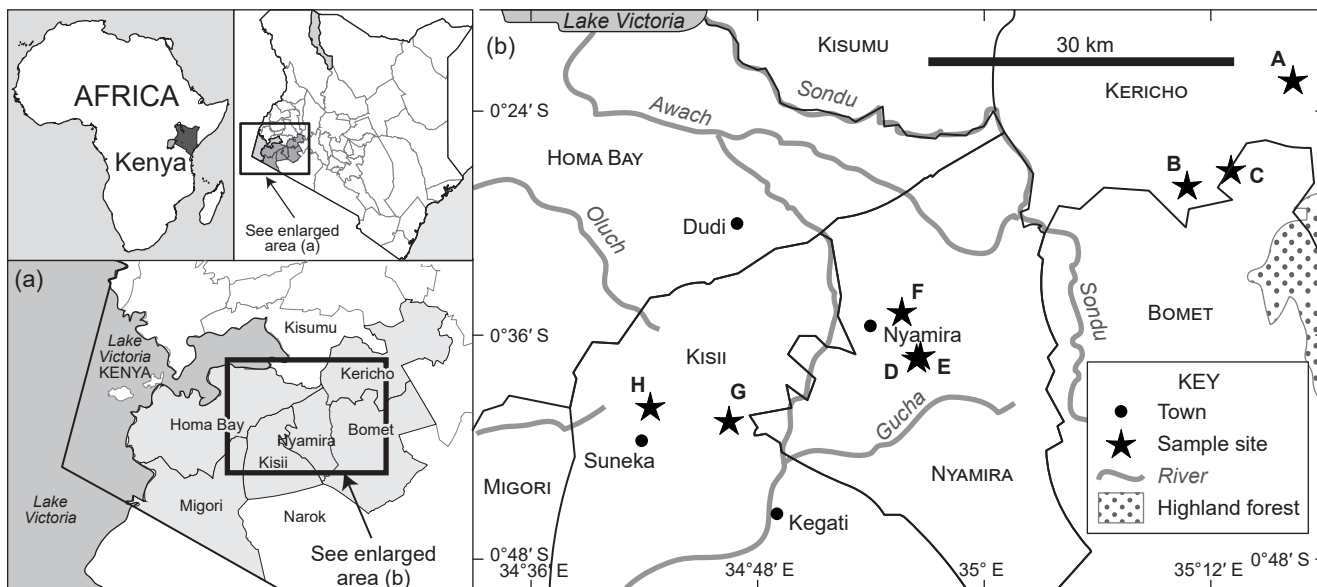 AFRICA
Kenya
See enlarged
area (a)
(a)
Kisumu
Lake
Victoria
KENYA
Kericho
Homa Bay
Nyamira
Bomet
Kisii
Migori
Lake
Victoria
Narok
See enlarged
area (b)
(b)
Lake Victoria
KISUMU
30 km
A
KERICHO
0°24′ S
Sondu
Awach
HOMA BAY
B
C
Oluch
Dudi
Sondu
F
BOMET
0°36′ S
Nyamira
KISII
D
E
H
G
Gucha
Suneka
MIGORI
NYAMIRA
Kegati
KEY
Town
Sample site
River
Highland forest
0°48′ S
0°48′ S
34°36′ E
34°48′ E
35° E
35°12′ E